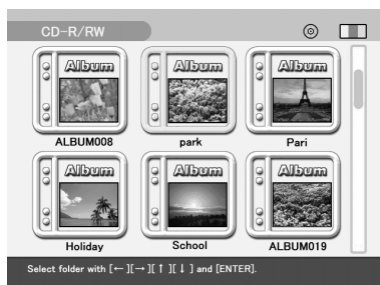 CD-R/RW
Album Album Album
ALBUM008 park Pari
Album Album Album
Holiday School ALBUM019
Select folder with [←][→][↑][↓] and [ENTER].